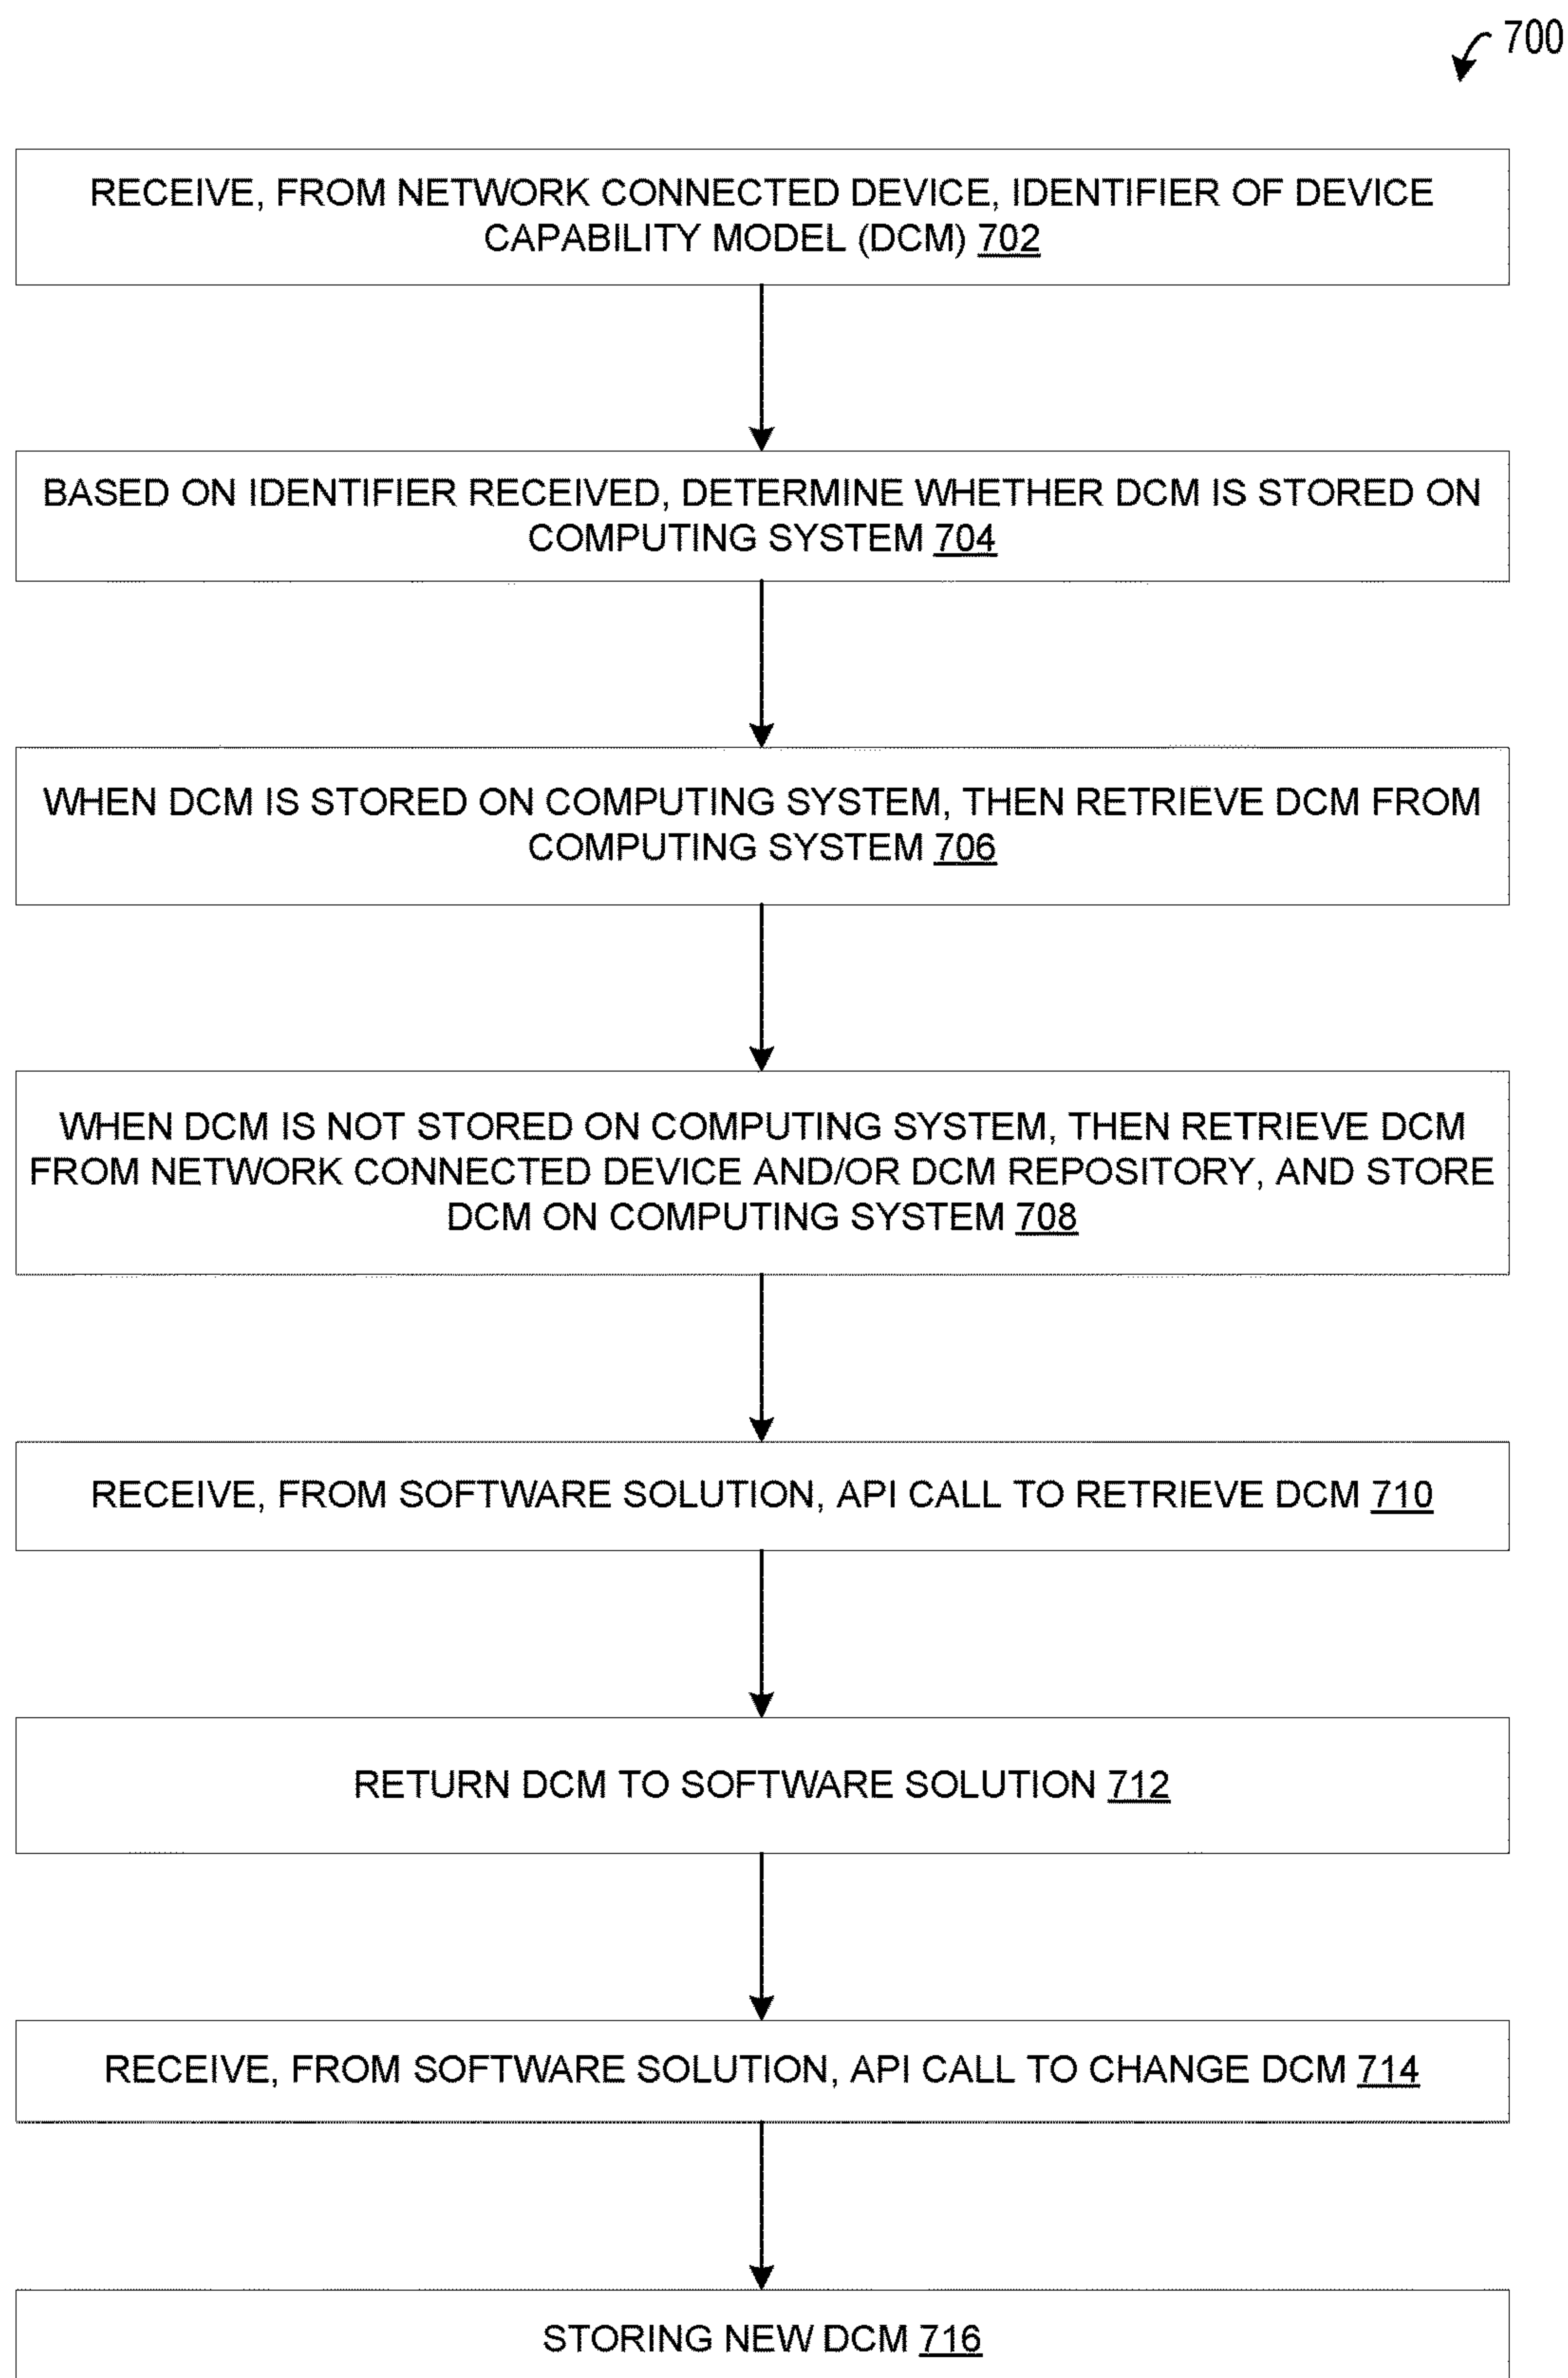 700
RECEIVE, FROM NETWORK CONNECTED DEVICE, IDENTIFIER OF DEVICE
CAPABILITY MODEL (DCM) 702
BASED ON IDENTIFIER RECEIVED, DETERMINE WHETHER DCM IS STORED ON
COMPUTING SYSTEM 704
WHEN DCM IS STORED ON COMPUTING SYSTEM, THEN RETRIEVE DCM FROM
COMPUTING SYSTEM 706
WHEN DCM IS NOT STORED ON COMPUTING SYSTEM, THEN RETRIEVE DCM
FROM NETWORK CONNECTED DEVICE AND/OR DCM REPOSITORY, AND STORE
DCM ON COMPUTING SYSTEM 708
RECEIVE, FROM SOFTWARE SOLUTION, API CALL TO RETRIEVE DCM 710
RETURN DCM TO SOFTWARE SOLUTION 712
RECEIVE, FROM SOFTWARE SOLUTION, API CALL TO CHANGE DCM 714
STORING NEW DCM 716